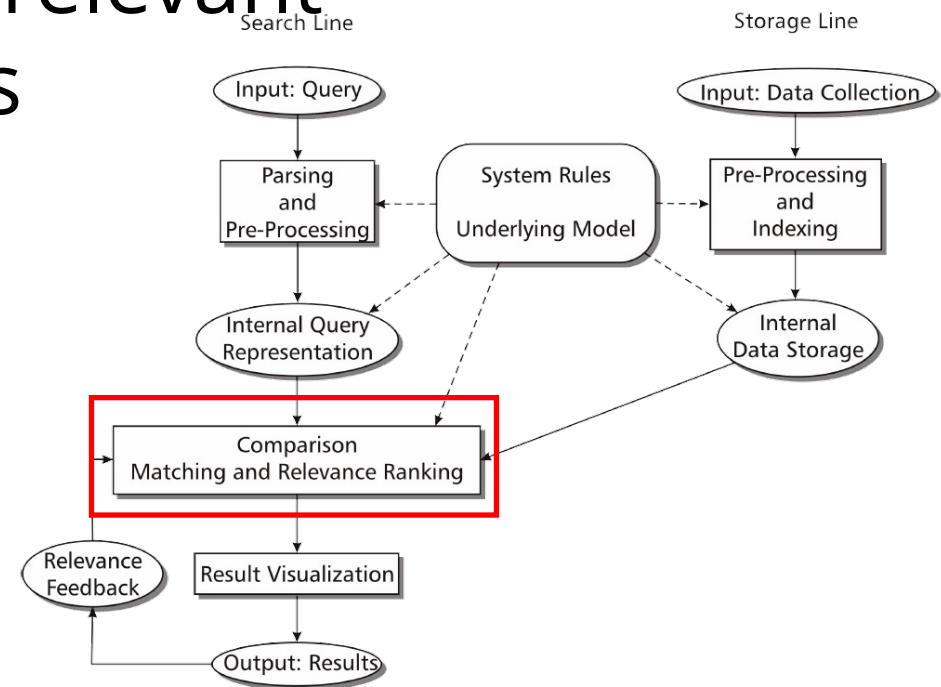 relevant
s
Search Line
Storage Line
Input: Query
Input: Data Collection
Parsing
and
Pre-Processing
System Rules
Underlying Model
Pre-Processing
and
Indexing
Internal Query
Representation
Internal
Data Storage
Comparison
Matching and Relevance Ranking
Relevance
Feedback
Result Visualization
Output: Results